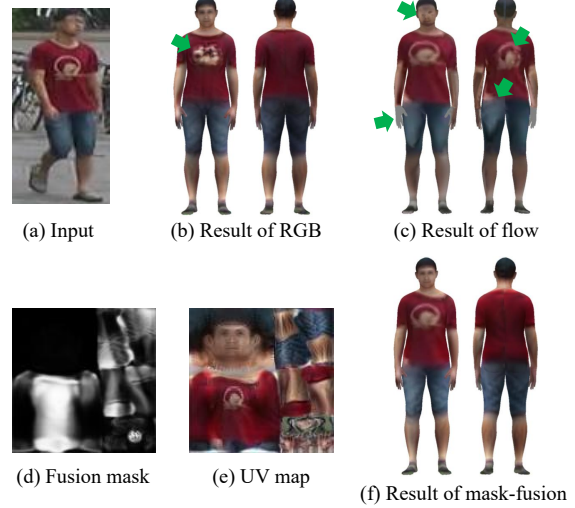 (a) Input
(b) Result of RGB
(c) Result of flow
(d) Fusion mask
(e) UV map
(f) Result of mask-fusion